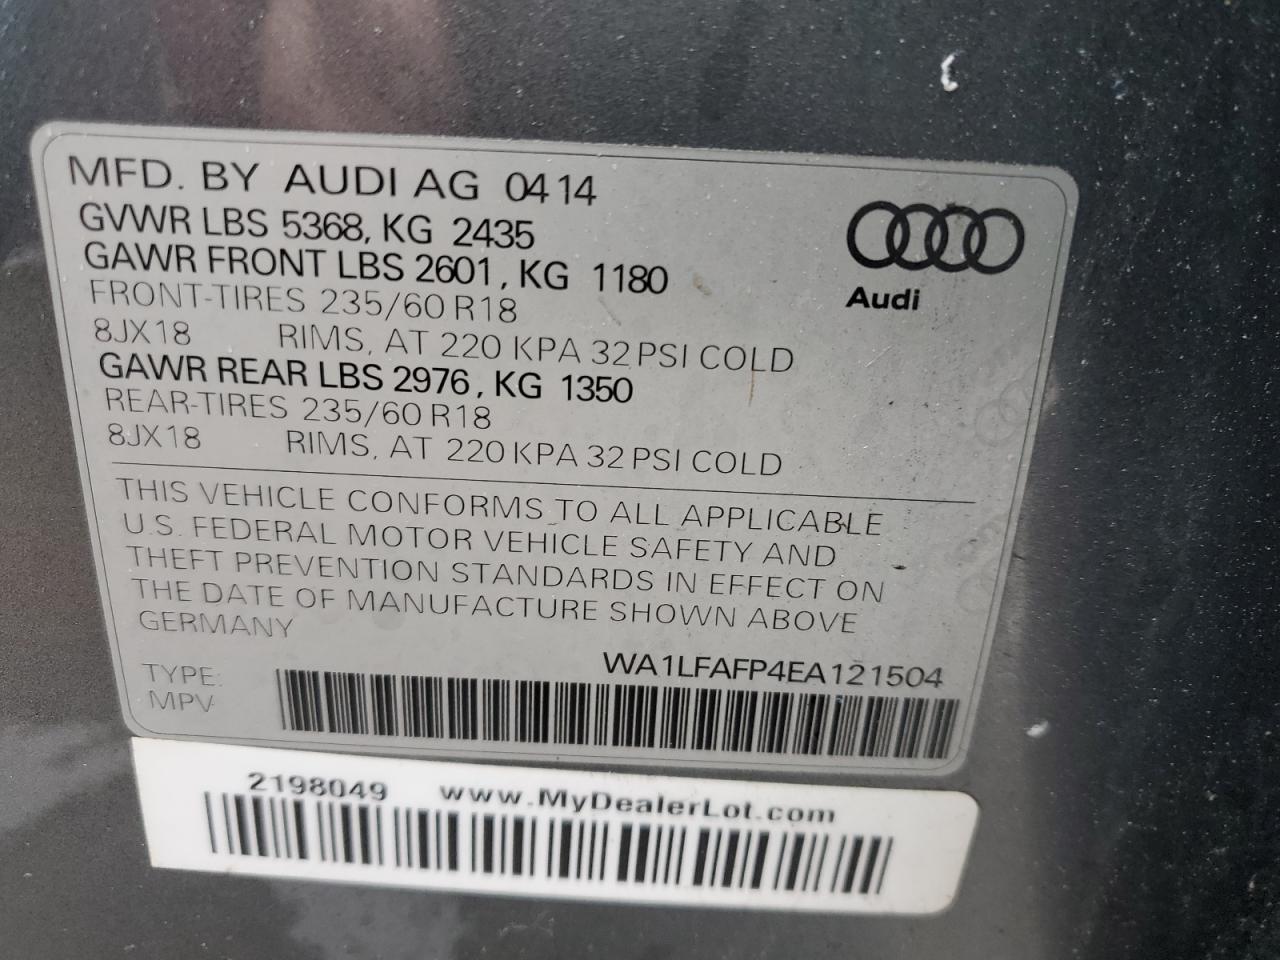 MFD. BY AUDI AG 04 14
GVWR LBS 5368, KG 2435
GAWR FRONT LBS 2601, KG 1180
FRONT-TIRES 235/60 R18
8JX18 RIMS, AT 220 KPA 32 PSI COLD
GAWR REAR LBS 2976, KG 1350
REAR-TIRES 235/60 R18
8JX18 RIMS, AT 220 KPA 32 PSI COLD
Audi
THIS VEHICLE CONFORMS TO ALL APPLICABLE
U.S. FEDERAL MOTOR VEHICLE SAFETY AND
THEFT PREVENTION STANDARDS IN EFFECT ON
THE DATE OF MANUFACTURE SHOWN ABOVE
GERMANY
WA1LFAFP4EA121504
TYPE:
MPV
2198049 www.MyDealerLot.com